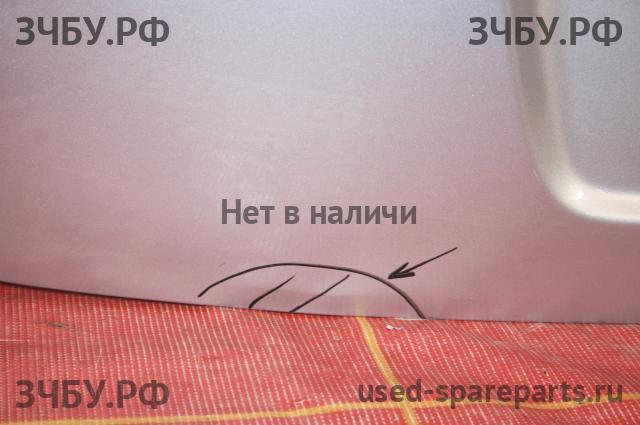 ЗЧБУ.РФ ЗЧБУ.РФ
Нет в наличи
ЗЧБУ.РФ used-spareparts.ru